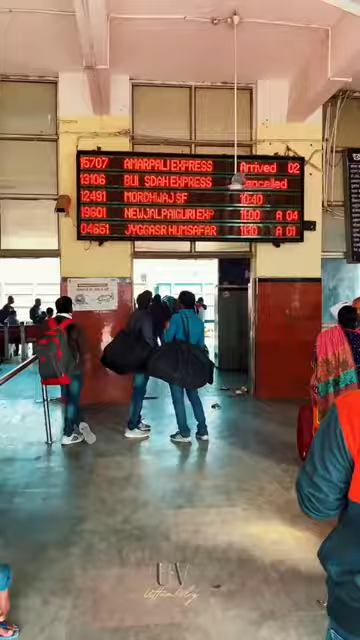 15707 AMARPALI EXPRESS Arrived 02
13106 BUI SDAH EXPRESS Cancelled
12491 MORDHWAJ SF 10:40
19601 NEWJALPAIGURI EXP 11:00 A 04
04651 JYGGASR HUMSAFAR 11:30 A 01
UV